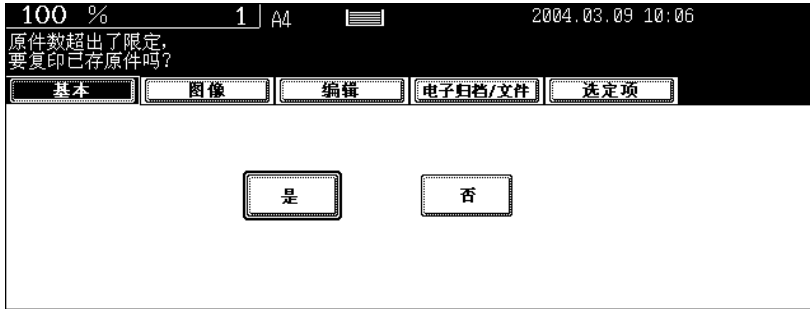 100 % 1 A4 2004.03.09 10:06
原件数超出了限定，
要复印已存原件吗？
基本 图像 编辑 电子归档/文件 选定项
是 否